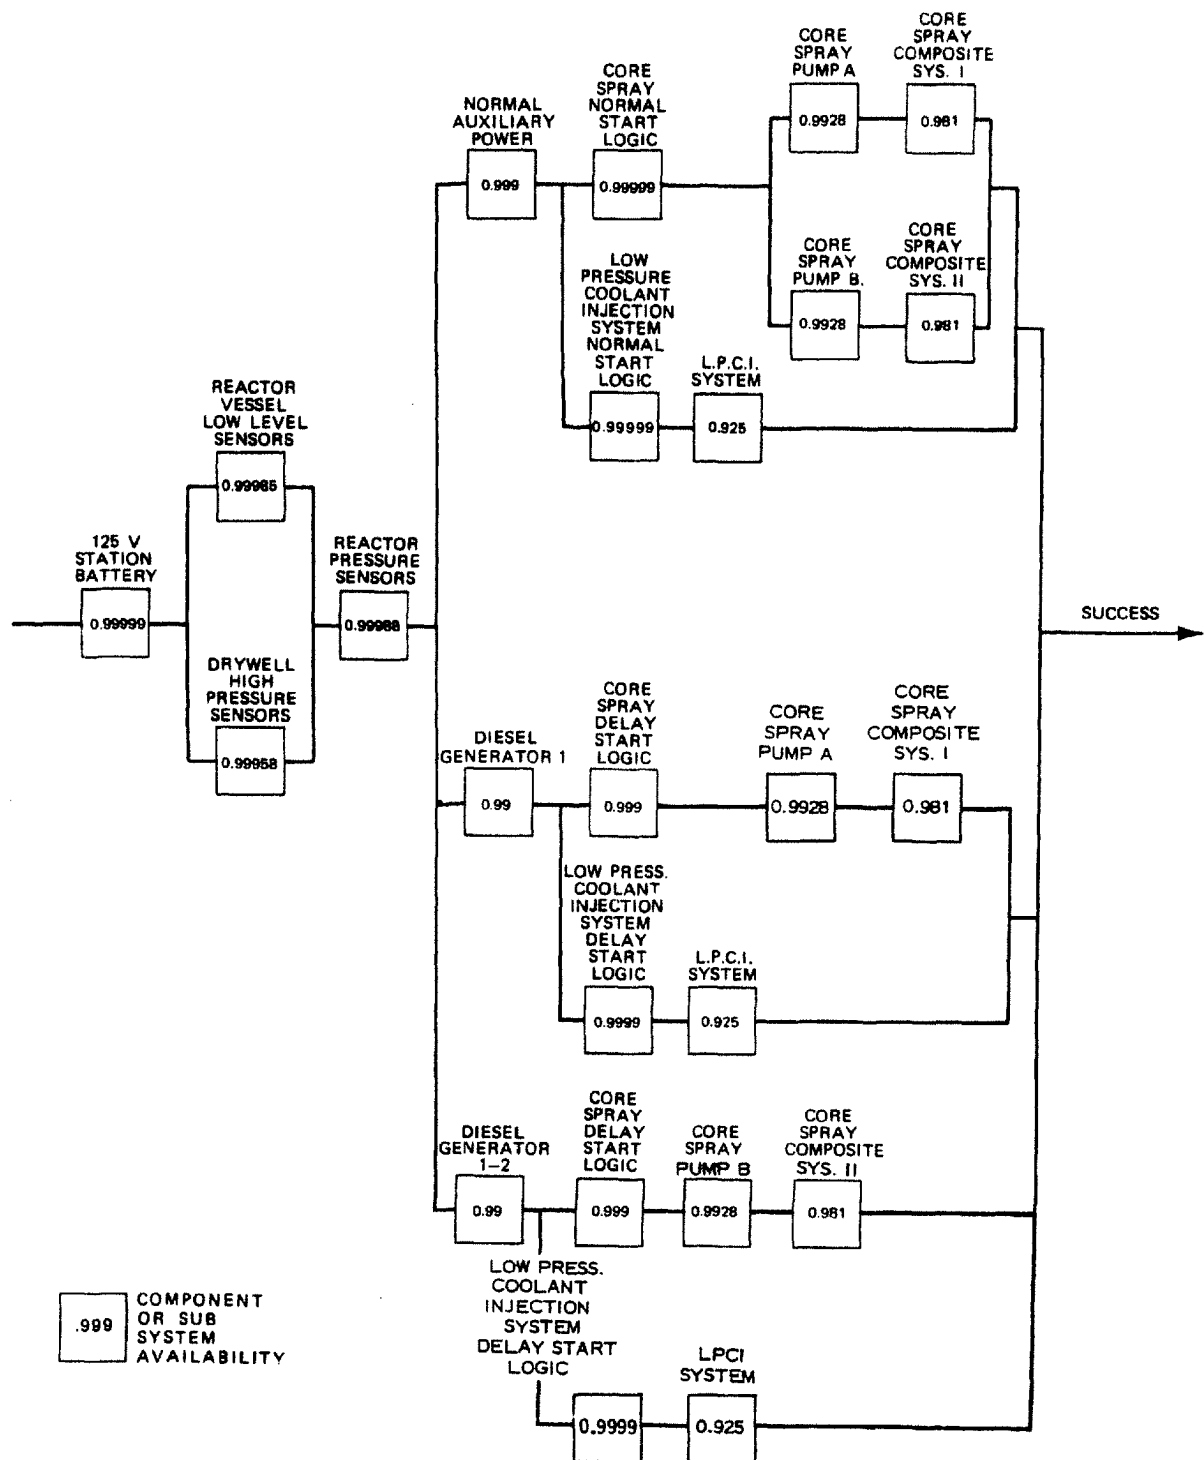 CORE
SPRAY
PUMP A
0.9928
CORE
SPRAY
COMPOSITE
SYS. I
0.981
NORMAL
AUXILIARY
POWER
0.999
CORE
SPRAY
NORMAL
START
LOGIC
0.99999
CORE
SPRAY
PUMP B.
0.9928
CORE
SPRAY
COMPOSITE
SYS. II
0.981
LOW
PRESSURE
COOLANT
INJECTION
SYSTEM
NORMAL
START
LOGIC
0.99999
L.P.C.I.
SYSTEM
0.925
REACTOR
VESSEL
LOW LEVEL
SENSORS
0.99985
125 V
STATION
BATTERY
0.99999
REACTOR
PRESSURE
SENSORS
0.99988
DRYWELL
HIGH
PRESSURE
SENSORS
0.99958
SUCCESS
DIESEL
GENERATOR 1
0.99
CORE
SPRAY
DELAY
START
LOGIC
0.999
CORE
SPRAY
PUMP A
0.9928
CORE
SPRAY
COMPOSITE
SYS. I
0.981
LOW PRESS.
COOLANT
INJECTION
SYSTEM
DELAY
START
LOGIC
0.9999
L.P.C.I.
SYSTEM
0.925
DIESEL
GENERATOR
1-2
0.99
CORE
SPRAY
DELAY
START
LOGIC
0.999
CORE
SPRAY
PUMP B
0.9928
CORE
SPRAY
COMPOSITE
SYS. II
0.981
LOW PRESS.
COOLANT
INJECTION
SYSTEM
DELAY START
LOGIC
0.9999
LPCI
SYSTEM
0.925
.999
COMPONENT
OR SUB
SYSTEM
AVAILABILITY